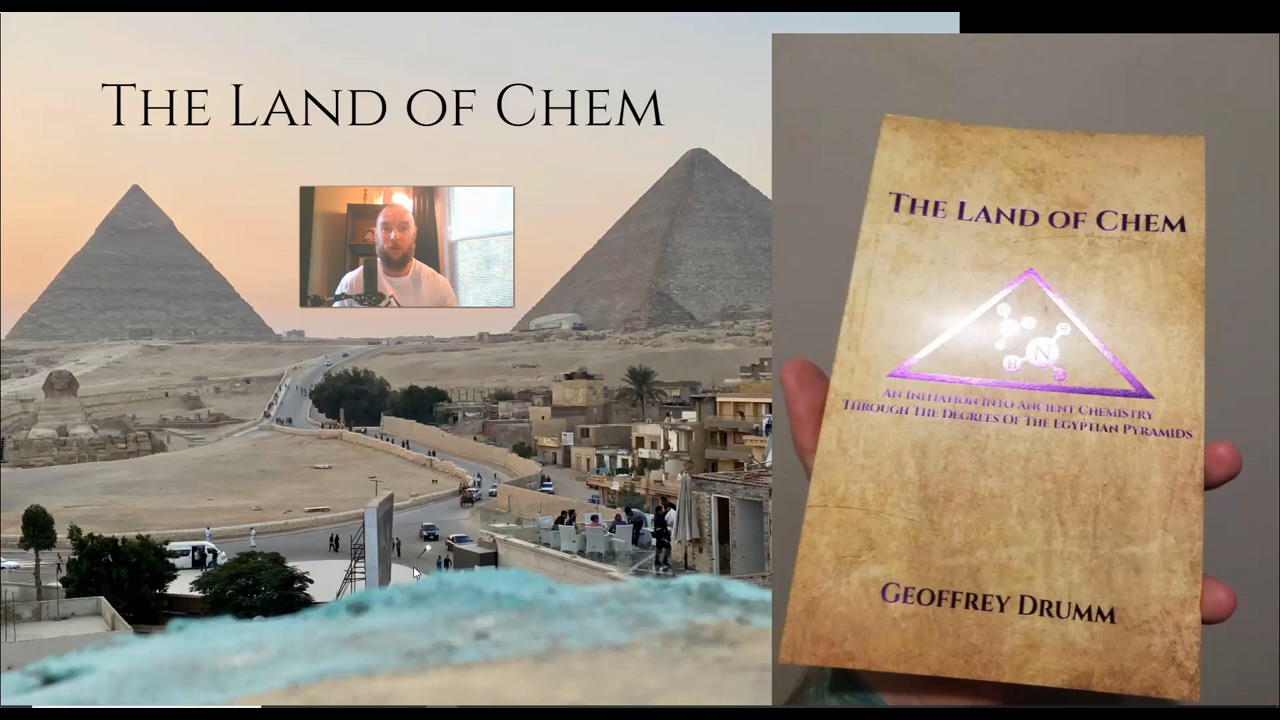 The Land of Chem
The Land of Chem
N
H
An Initiation Into Ancient Chemistry
Through The Degrees Of The Egyptian Pyramids
Geoffrey Drumm